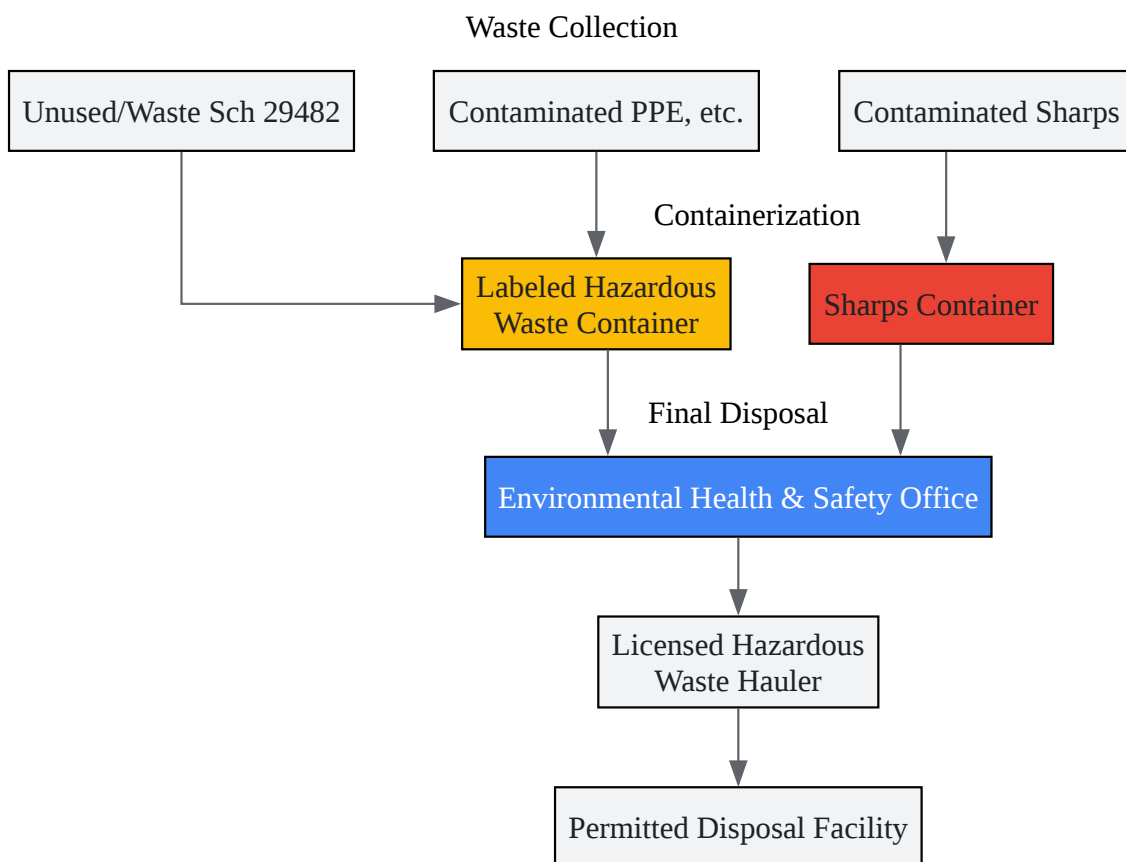 Waste Collection
Unused/Waste Sch 29482
Contaminated PPE, etc.
Contaminated Sharps
Containerization
Labeled Hazardous
Waste Container
Sharps Container
Final Disposal
Environmental Health & Safety Office
Licensed Hazardous
Waste Hauler
Permitted Disposal Facility